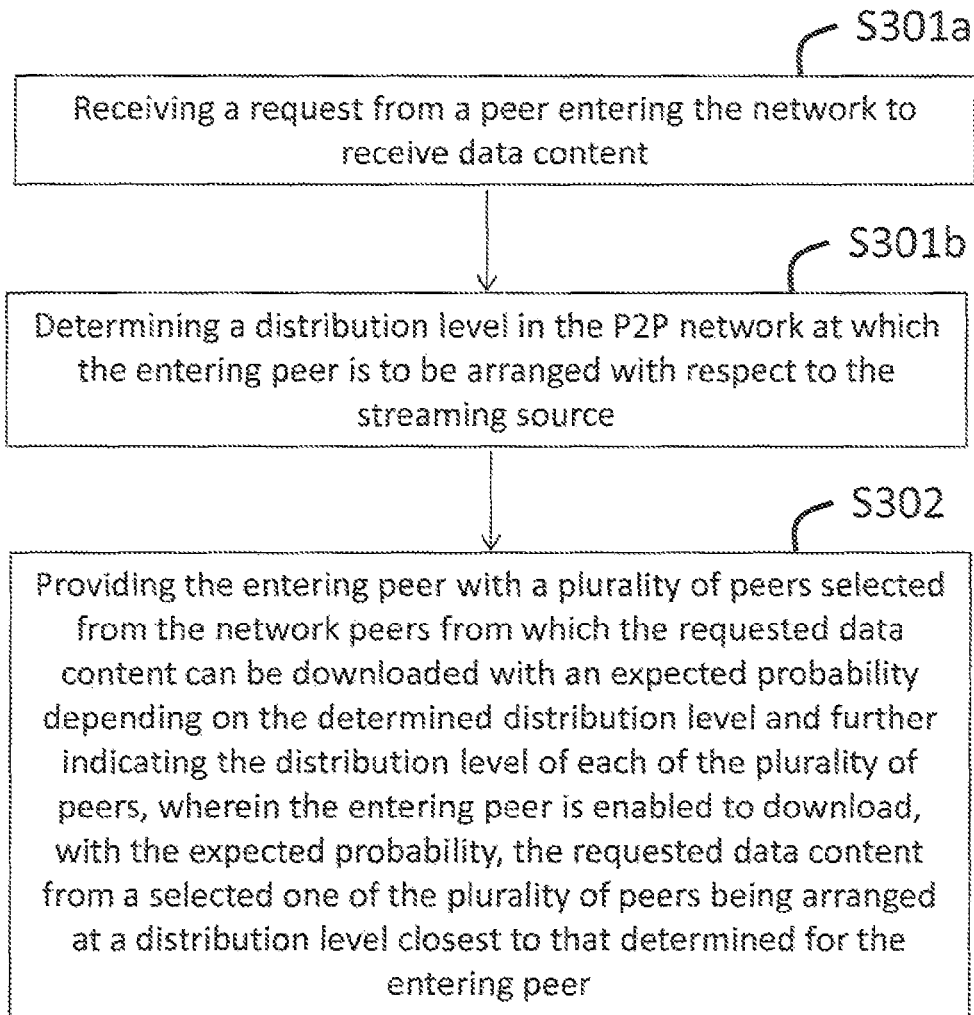 S301a
Receiving a request from a peer entering the network to
receive data content
S301b
Determining a distribution level in the P2P network at which
the entering peer is to be arranged with respect to the
streaming source
S302
Providing the entering peer with a plurality of peers selected
from the network peers from which the requested data
content can be downloaded with an expected probability
depending on the determined distribution level and further
indicating the distribution level of each of the plurality of
peers, wherein the entering peer is enabled to download,
with the expected probability, the requested data content
from a selected one of the plurality of peers being arranged
at a distribution level closest to that determined for the
entering peer